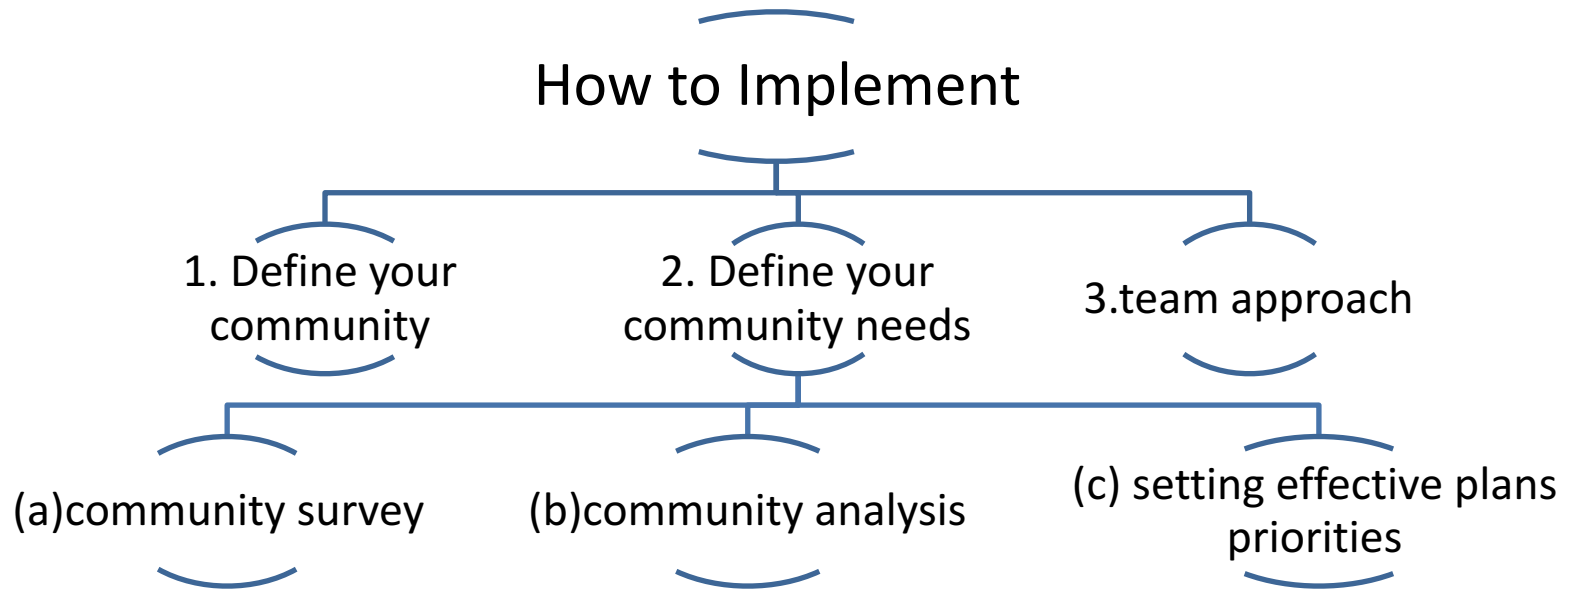 How to Implement
1. Define your
community
2. Define your
community needs
3.team approach
(a)community survey
(b)community analysis
(c) setting effective plans
priorities